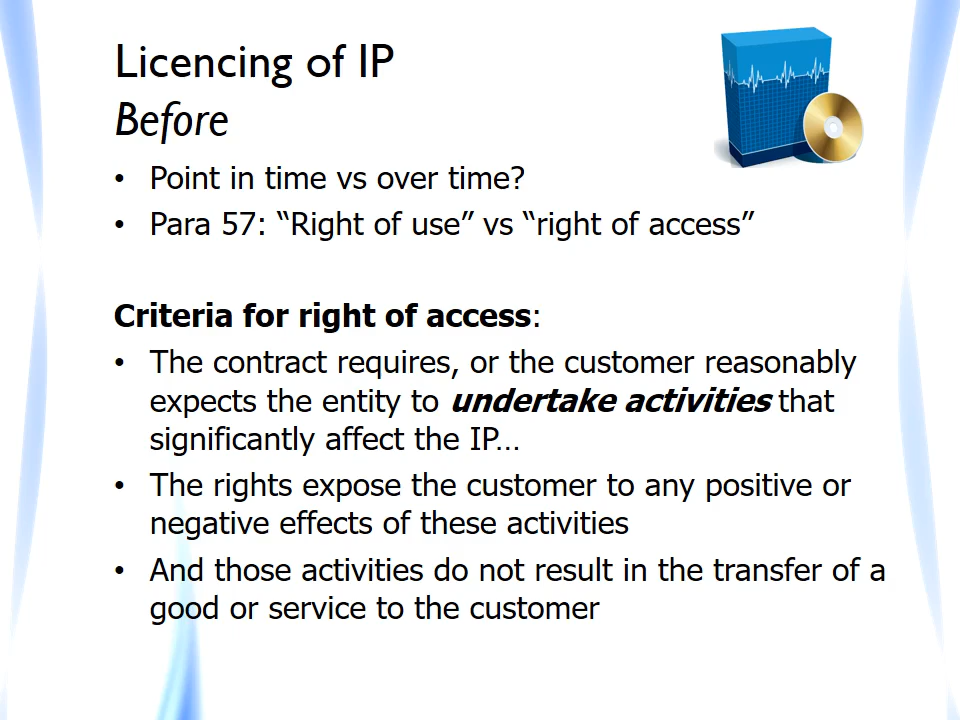 Licencing of IP
Before
• Point in time vs over time?
• Para 57: “Right of use” vs “right of access”
Criteria for right of access:
• The contract requires, or the customer reasonably
expects the entity to undertake activities that
significantly affect the IP…
• The rights expose the customer to any positive or
negative effects of these activities
• And those activities do not result in the transfer of a
good or service to the customer